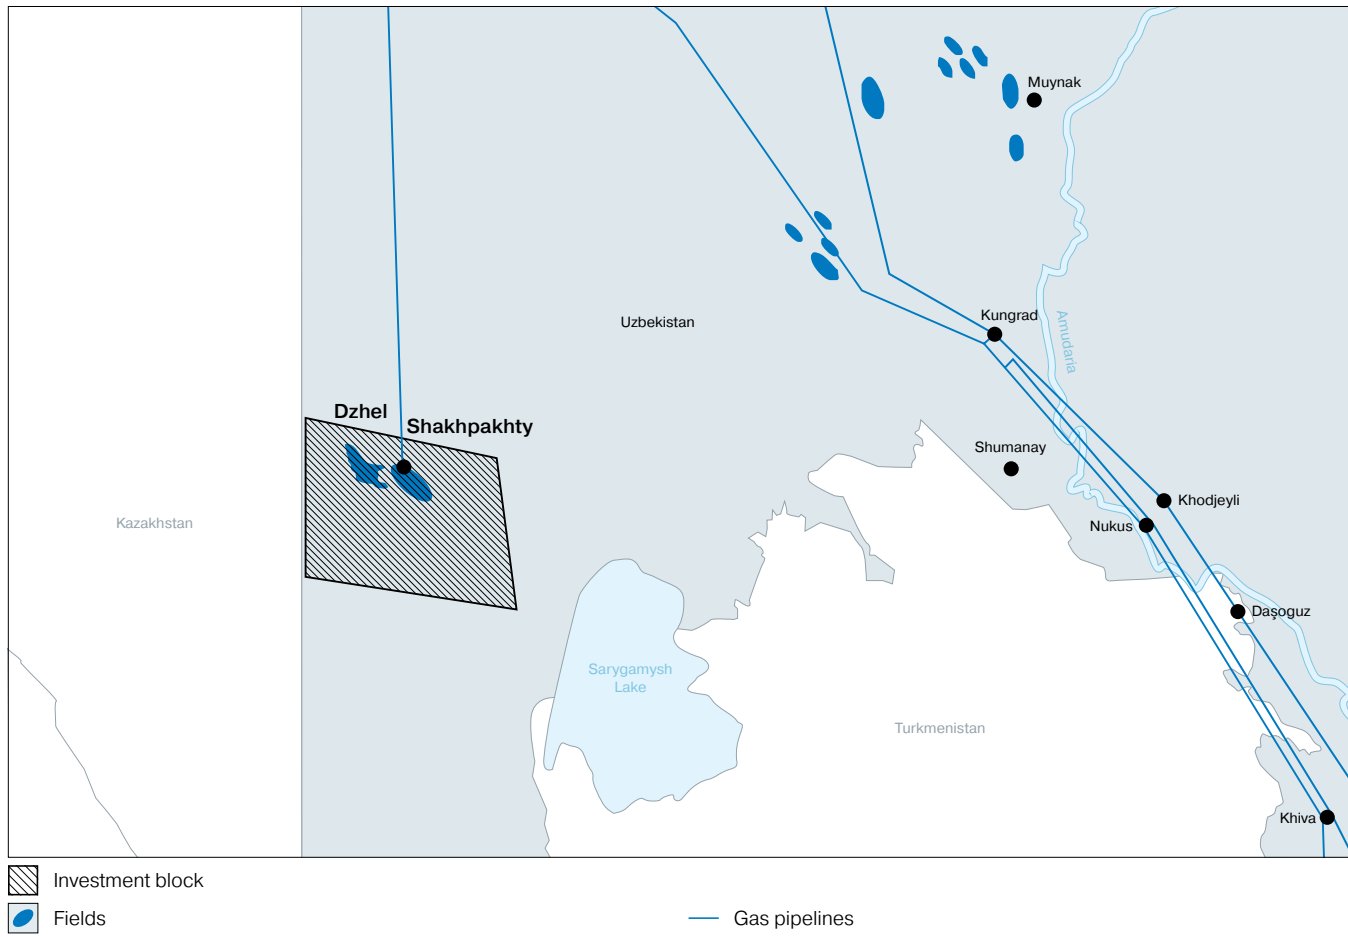 Muynak
Kungrad
Uzbekistan
Amudaria
Dzhel
Shakhpakhty
Shumanay
Khodjeyli
Kazakhstan
Nukus
Daşoguz
Sarygamysh
Lake
Turkmenistan
Khiva
Investment block
Fields
Gas pipelines